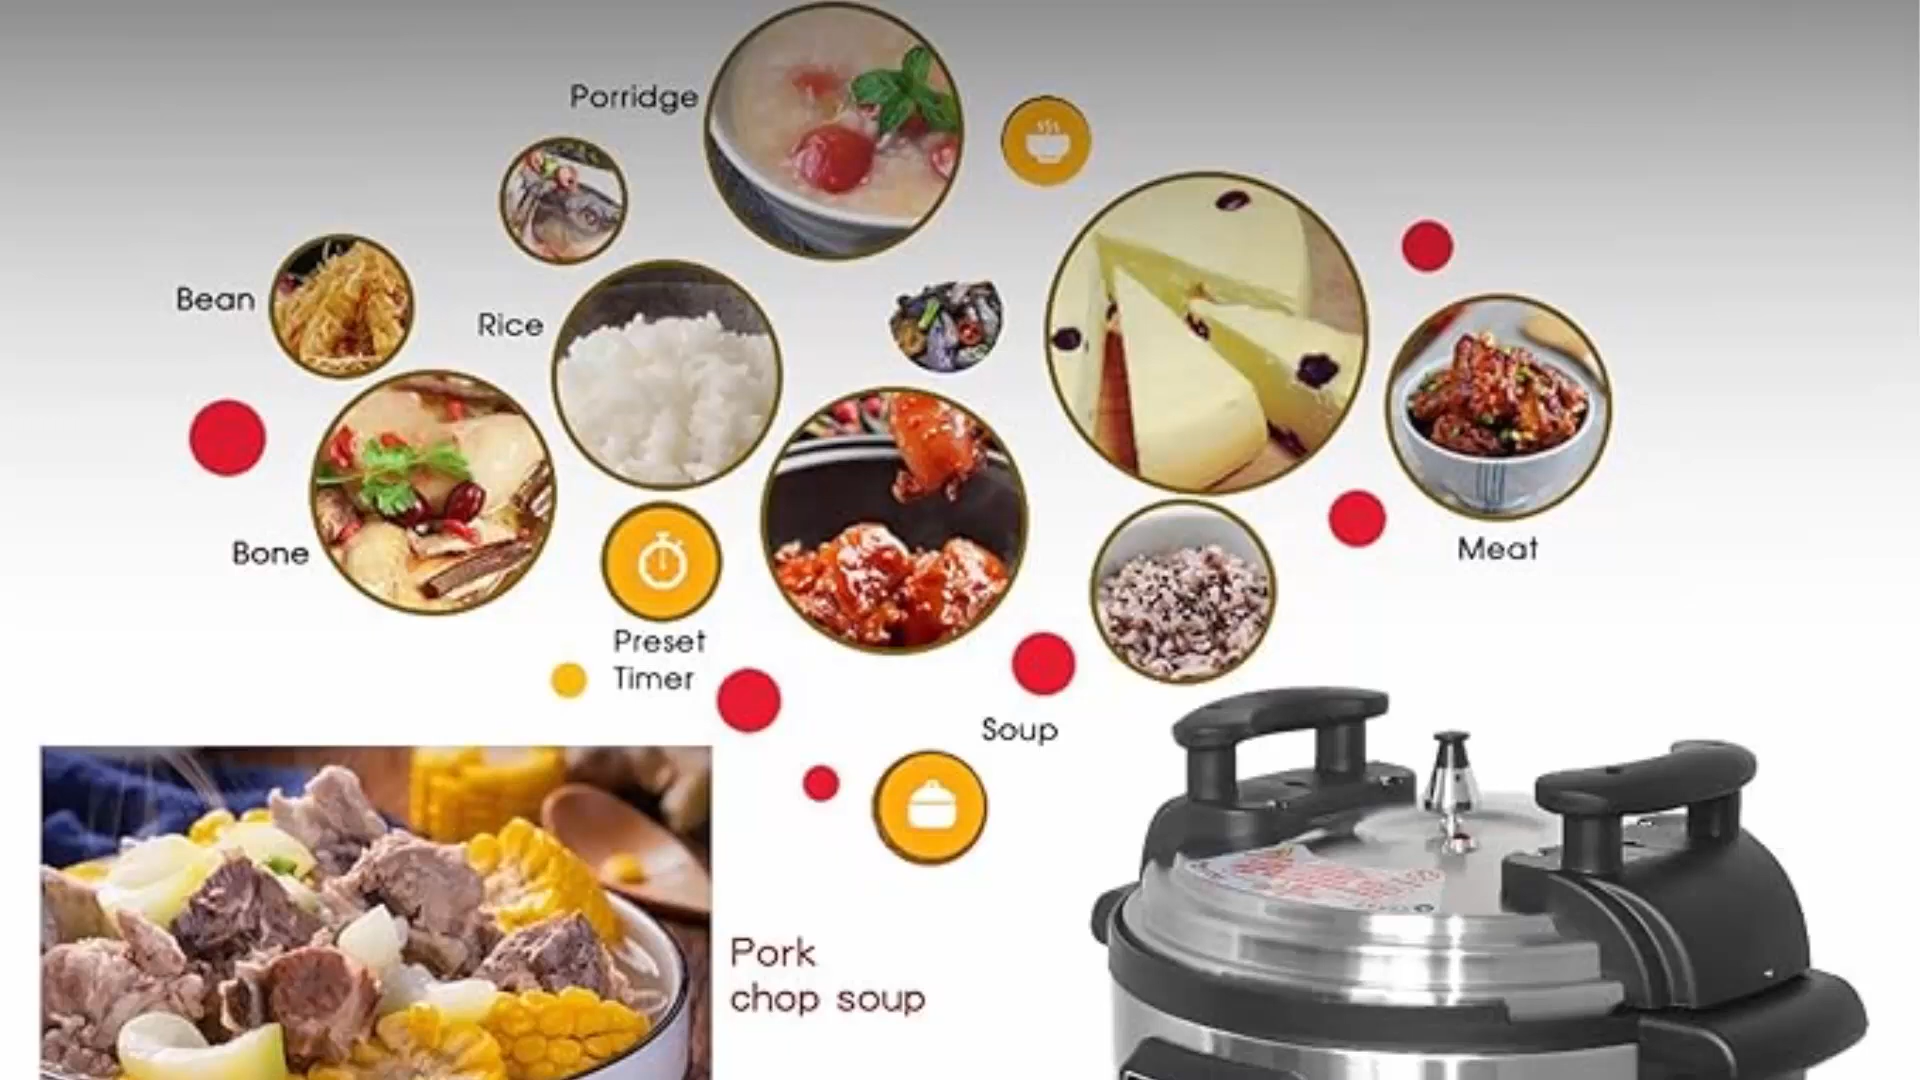 Porridge
Bean
Rice
Bone
Meat
Preset
Timer
Soup
Pork
chop soup